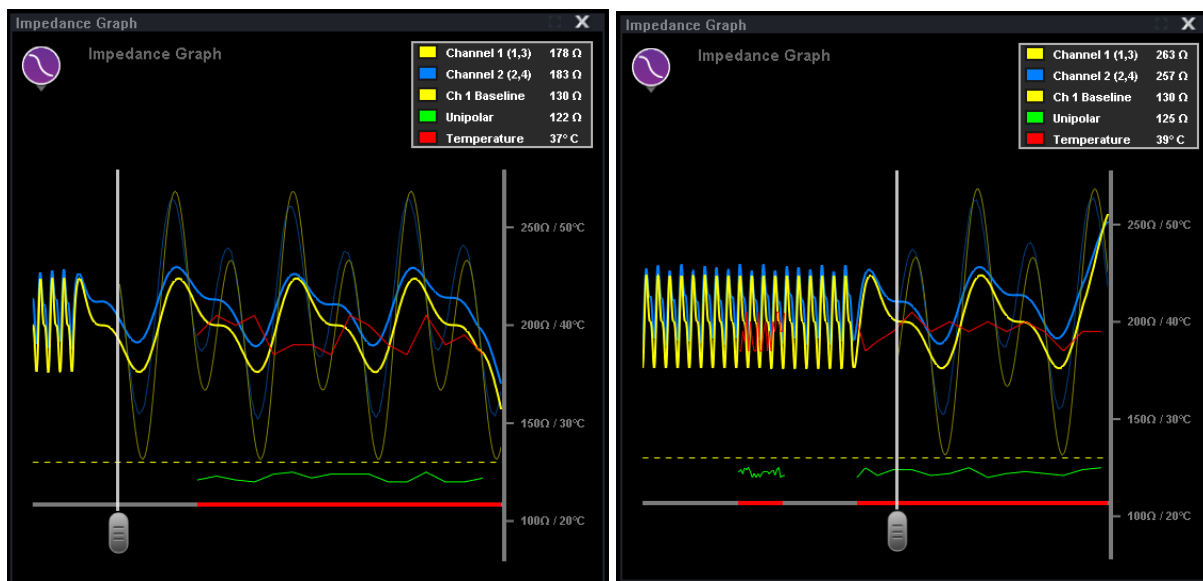 Impedance Graph
Impedance Graph
Channel 1 (1,3) 178 Ω
Channel 2 (2,4) 183 Ω
Ch 1 Baseline 130 Ω
Unipolar 122 Ω
Temperature 37° C
250Ω / 50°C
200Ω / 40°C
150Ω / 30°C
100Ω / 20°C
Impedance Graph
Impedance Graph
Channel 1 (1,3) 263 Ω
Channel 2 (2,4) 257 Ω
Ch 1 Baseline 130 Ω
Unipolar 125 Ω
Temperature 39° C
250Ω / 50°C
200Ω / 40°C
150Ω / 30°C
100Ω / 20°C